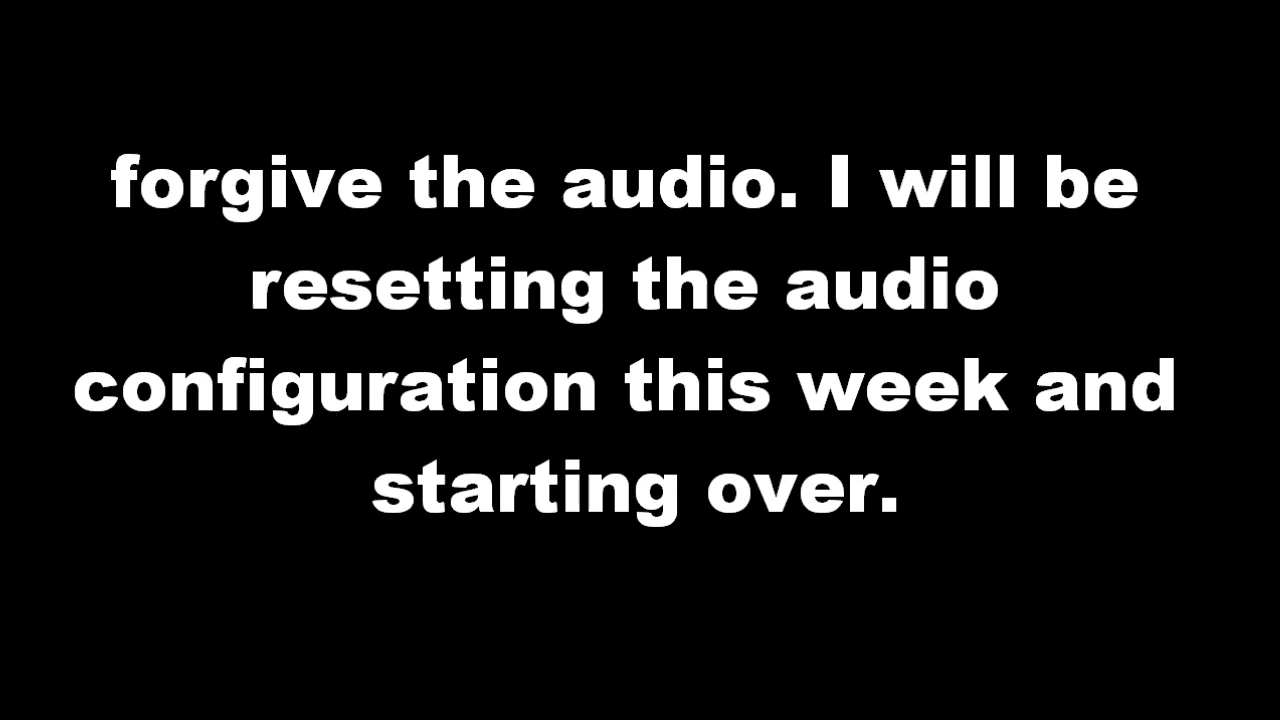 forgive the audio. I will be
resetting the audio
configuration this week and
starting over.